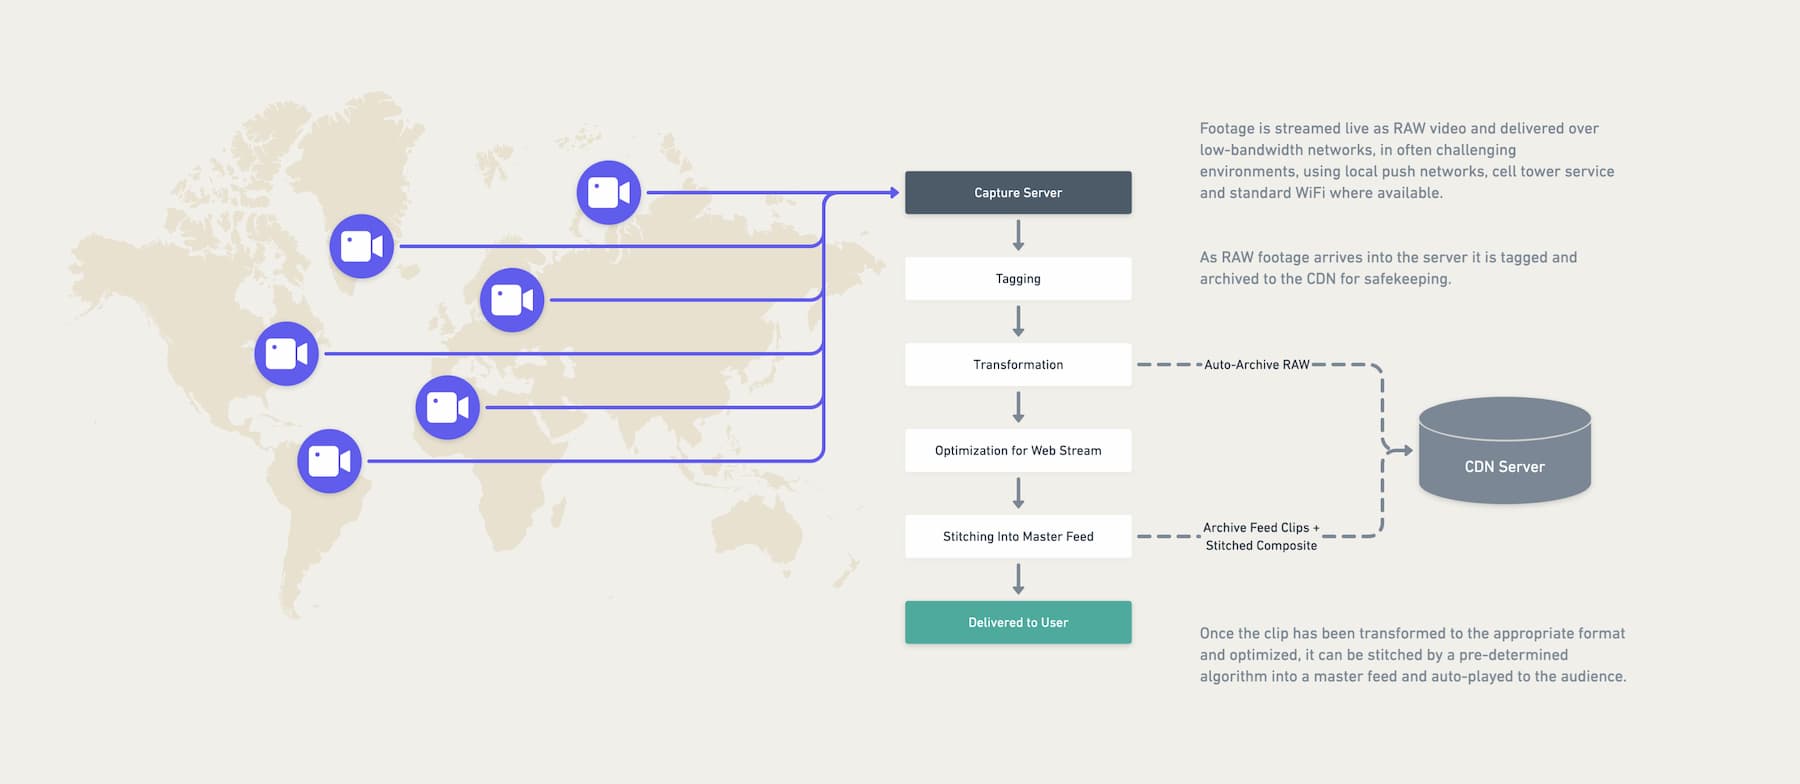 Footage is streamed live as RAW video and delivered over
low-bandwidth networks, in often challenging
environments, using local push networks, cell tower service
and standard WiFi where available.
Capture Server
As RAW footage arrives into the server it is tagged and
archived to the CDN for safekeeping.
Tagging
Transformation
Auto-Archive RAW
Optimization for Web Stream
CDN Server
Stitching Into Master Feed
Archive Feed Clips +
Stitched Composite
Delivered to User
Once the clip has been transformed to the appropriate format
and optimized, it can be stitched by a pre-determined
algorithm into a master feed and auto-played to the audience.